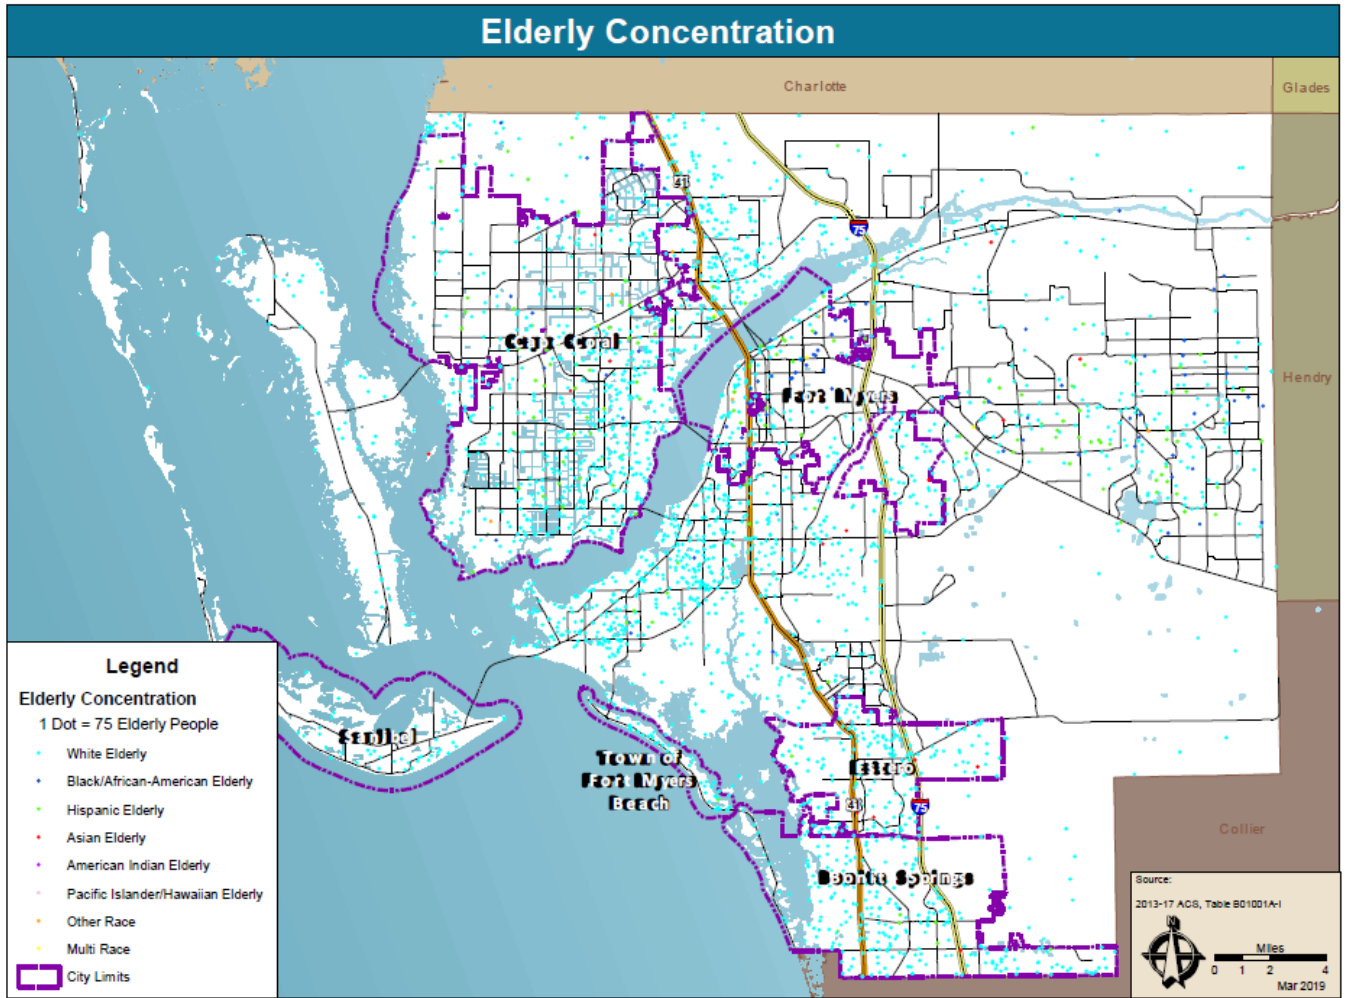 Elderly Concentration
Charlotte
Glades
41
75
Cape Coral
Fort Myers
Hendry
Legend
Elderly Concentration
1 Dot = 75 Elderly People
White Elderly
Black/African-American Elderly
Hispanic Elderly
Asian Elderly
American Indian Elderly
Pacific Islander/Hawaiian Elderly
Other Race
Multi Race
City Limits
Sanibel
Town of
Fort Myers
Beach
Estero
41
75
Bonita Springs
Collier
Source:
2013-17 ACS, Table B01001A-I
N
Miles
0 1 2 4
Mar 2019